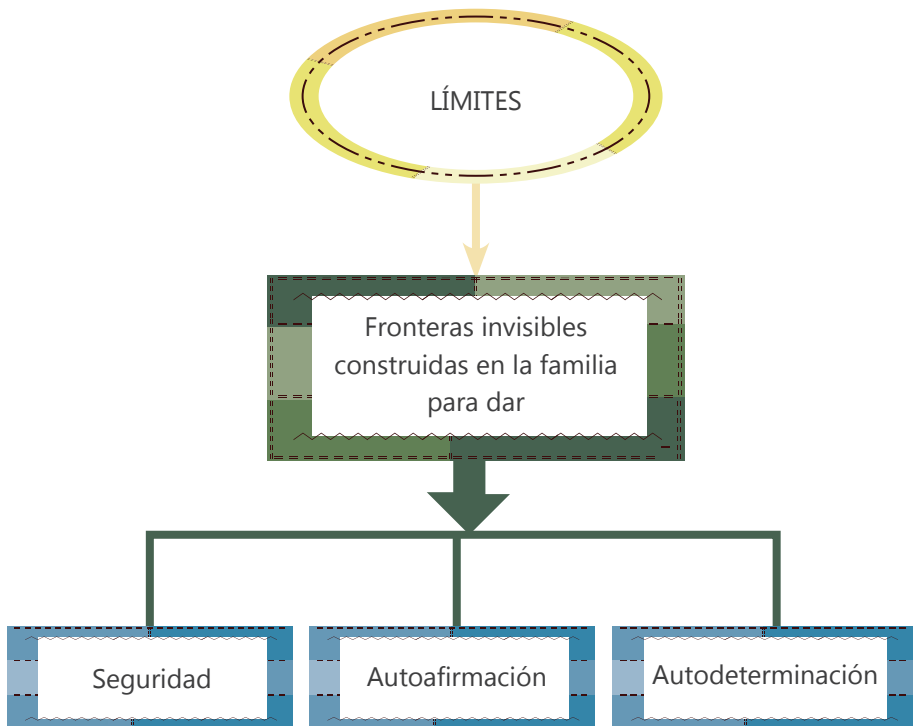 LÍMITES
Fronteras invisibles
construidas en la familia
para dar
Seguridad
Autoafirmación
Autodeterminación